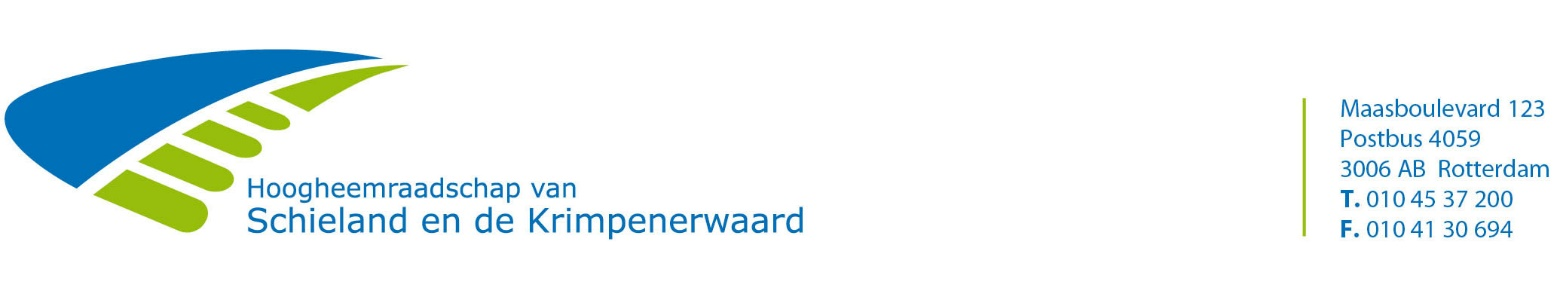 Hoogheemraadschap van
Schieland en de Krimpenerwaard
Maasboulevard 123
Postbus 4059
3006 AB Rotterdam
T. 010 45 37 200
F. 010 41 30 694